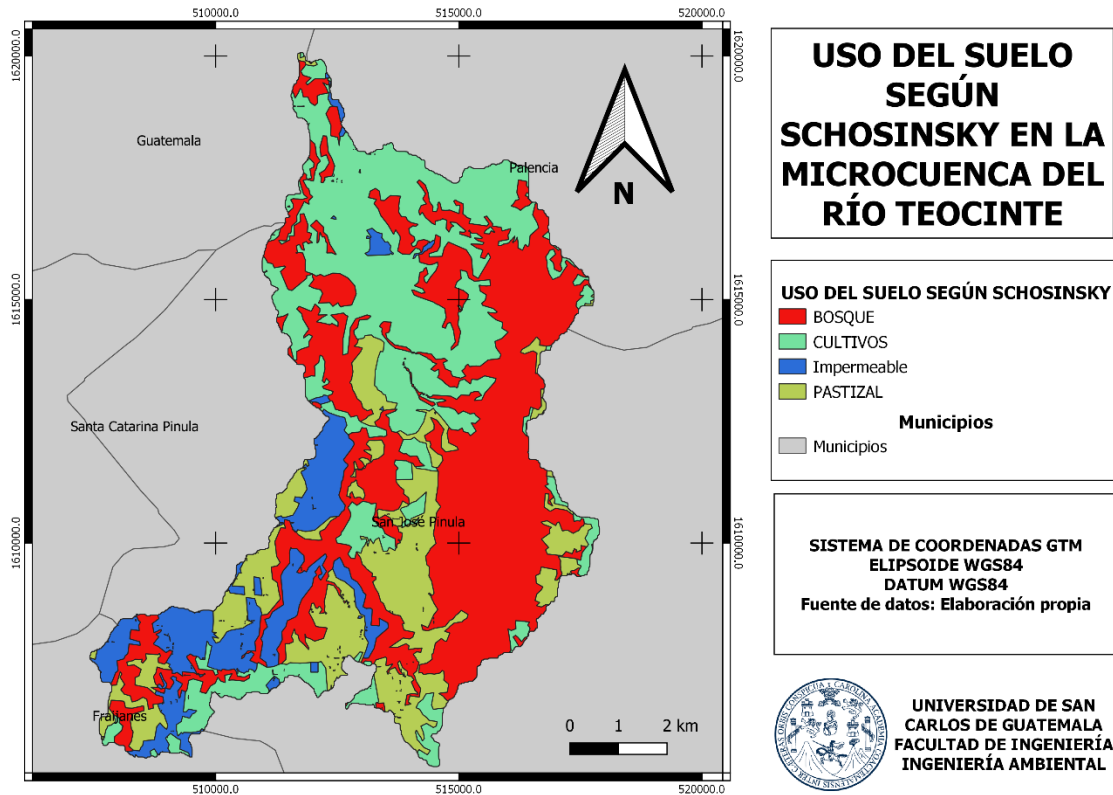 510000.0
515000.0
520000.0
1620000.0
1620000.0
Guatemala
Palencia
N
1615000.0
1615000.0
Santa Catarina Pinula
San José Pinula
1610000.0
1610000.0
Fraijanes
0 1 2 km
510000.0
515000.0
520000.0
USO DEL SUELO
SEGÚN
SCHOSINSKY EN LA
MICROCUENCA DEL
RÍO TEOCINTE
USO DEL SUELO SEGÚN SCHOSINSKY
BOSQUE
CULTIVOS
Impermeable
PASTIZAL
Municipios
Municipios
SISTEMA DE COORDENADAS GTM
ELIPSOIDE WGS84
DATUM WGS84
Fuente de datos: Elaboración propia
UNIVERSIDAD DE SAN
CARLOS DE GUATEMALA
FACULTAD DE INGENIERÍA
INGENIERÍA AMBIENTAL